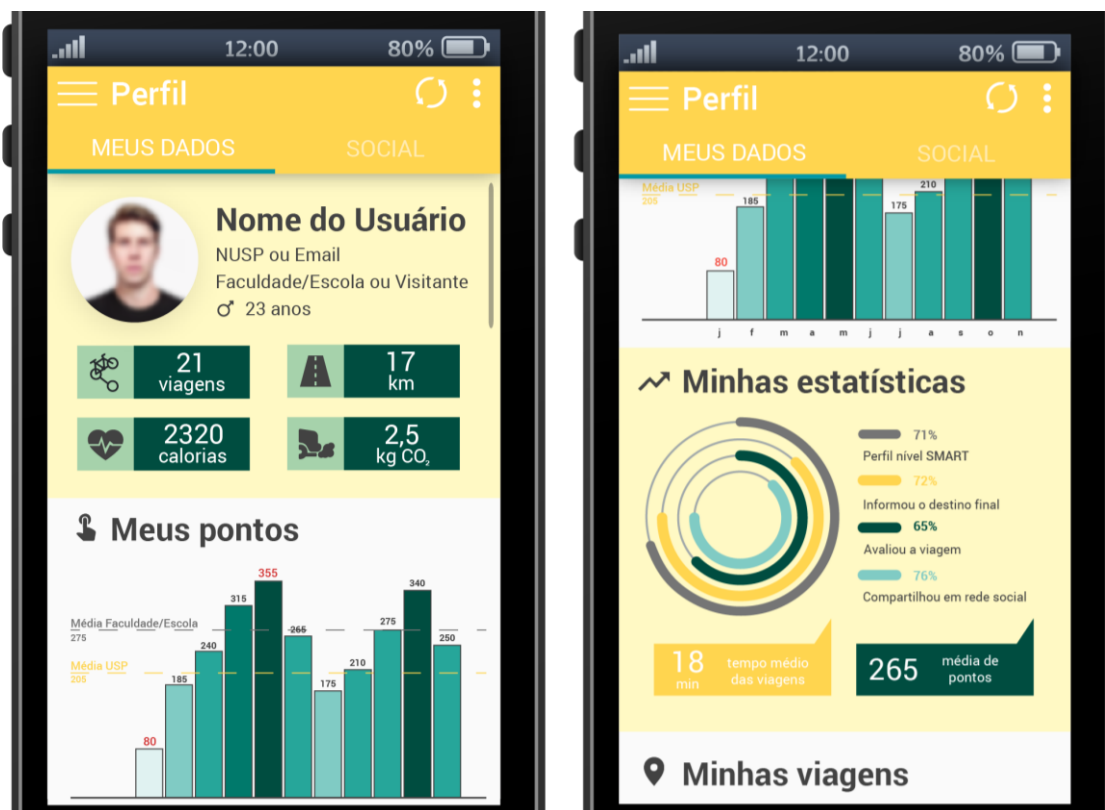 12:00
80%
Perfil
MEUS DADOS
SOCIAL
Nome do Usuário
NUSP ou Email
Faculdade/Escola ou Visitante
♂ 23 anos
21
viagens
17
km
2320
calorias
2,5
kg CO₂
Meus pontos
355
340
315
Média Faculdade/Escola
275
265
275
240
250
Média USP
205
185
175
210
80
12:00
80%
Perfil
MEUS DADOS
SOCIAL
Média USP
205
185
175
210
80
j f m a m j j a s o n
Minhas estatísticas
71%
Perfil nível SMART
72%
Informou o destino final
65%
Avaliou a viagem
76%
Compartilhou em rede social
18
min
tempo médio
das viagens
265
média de
pontos
Minhas viagens